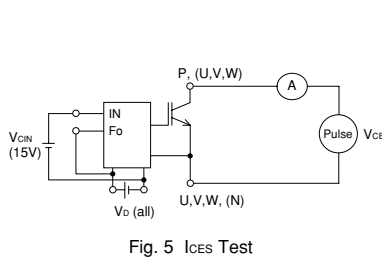 P, (U,V,W)
A
IN
Fo
VCIN
(15V)
Pulse
VCE
VD (all)
U,V,W, (N)
Fig. 5 ICES Test